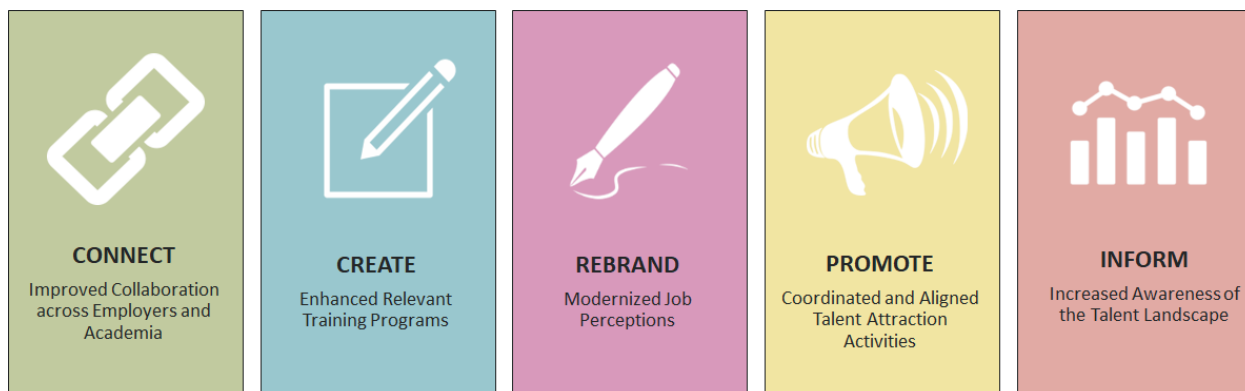 CONNECT
Improved Collaboration
across Employers and
Academia
CREATE
Enhanced Relevant
Training Programs
REBRAND
Modernized Job
Perceptions
PROMOTE
Coordinated and Aligned
Talent Attraction
Activities
INFORM
Increased Awareness of
the Talent Landscape